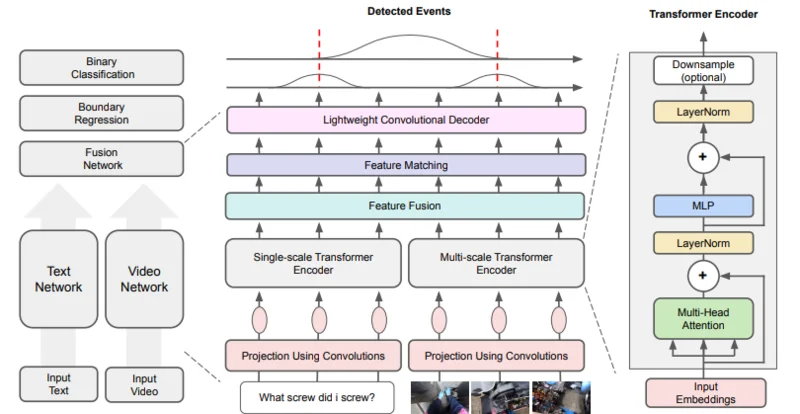 Detected Events
Transformer Encoder
Binary
Classification
Boundary
Regression
Fusion
Network
Text
Network
Video
Network
Input
Text
Input
Video
Lightweight Convolutional Decoder
Feature Matching
Feature Fusion
Single-scale Transformer
Encoder
Multi-scale Transformer
Encoder
Projection Using Convolutions
Projection Using Convolutions
What screw did i screw?
Downsample
(optional)
LayerNorm
+
MLP
LayerNorm
+
Multi-Head
Attention
Input
Embeddings